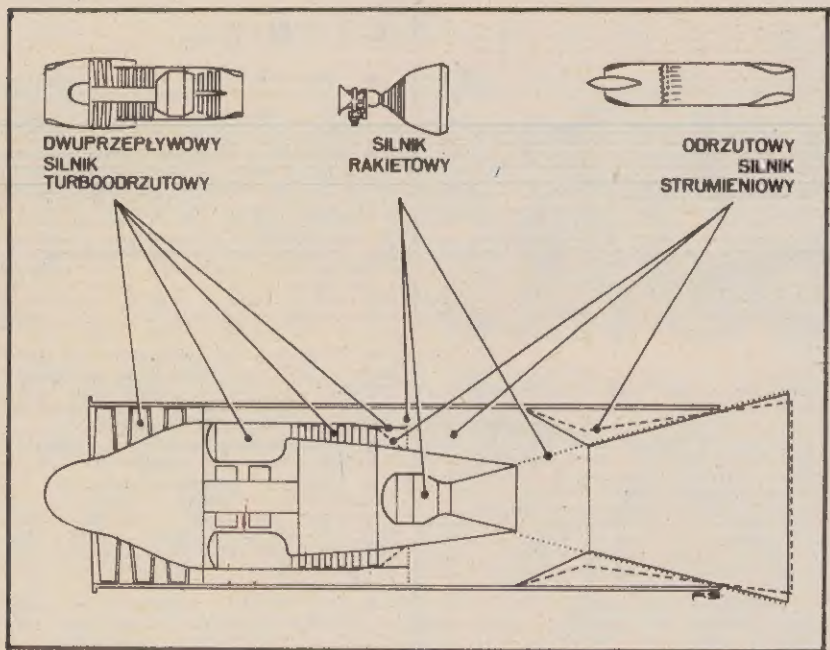 DWUPRZEPŁYWOWY
SILNIK
TURBOODRZUTOWY
SILNIK
RAKIETOWY
ODRZUTOWY
SILNIK
STRUMIENIOWY